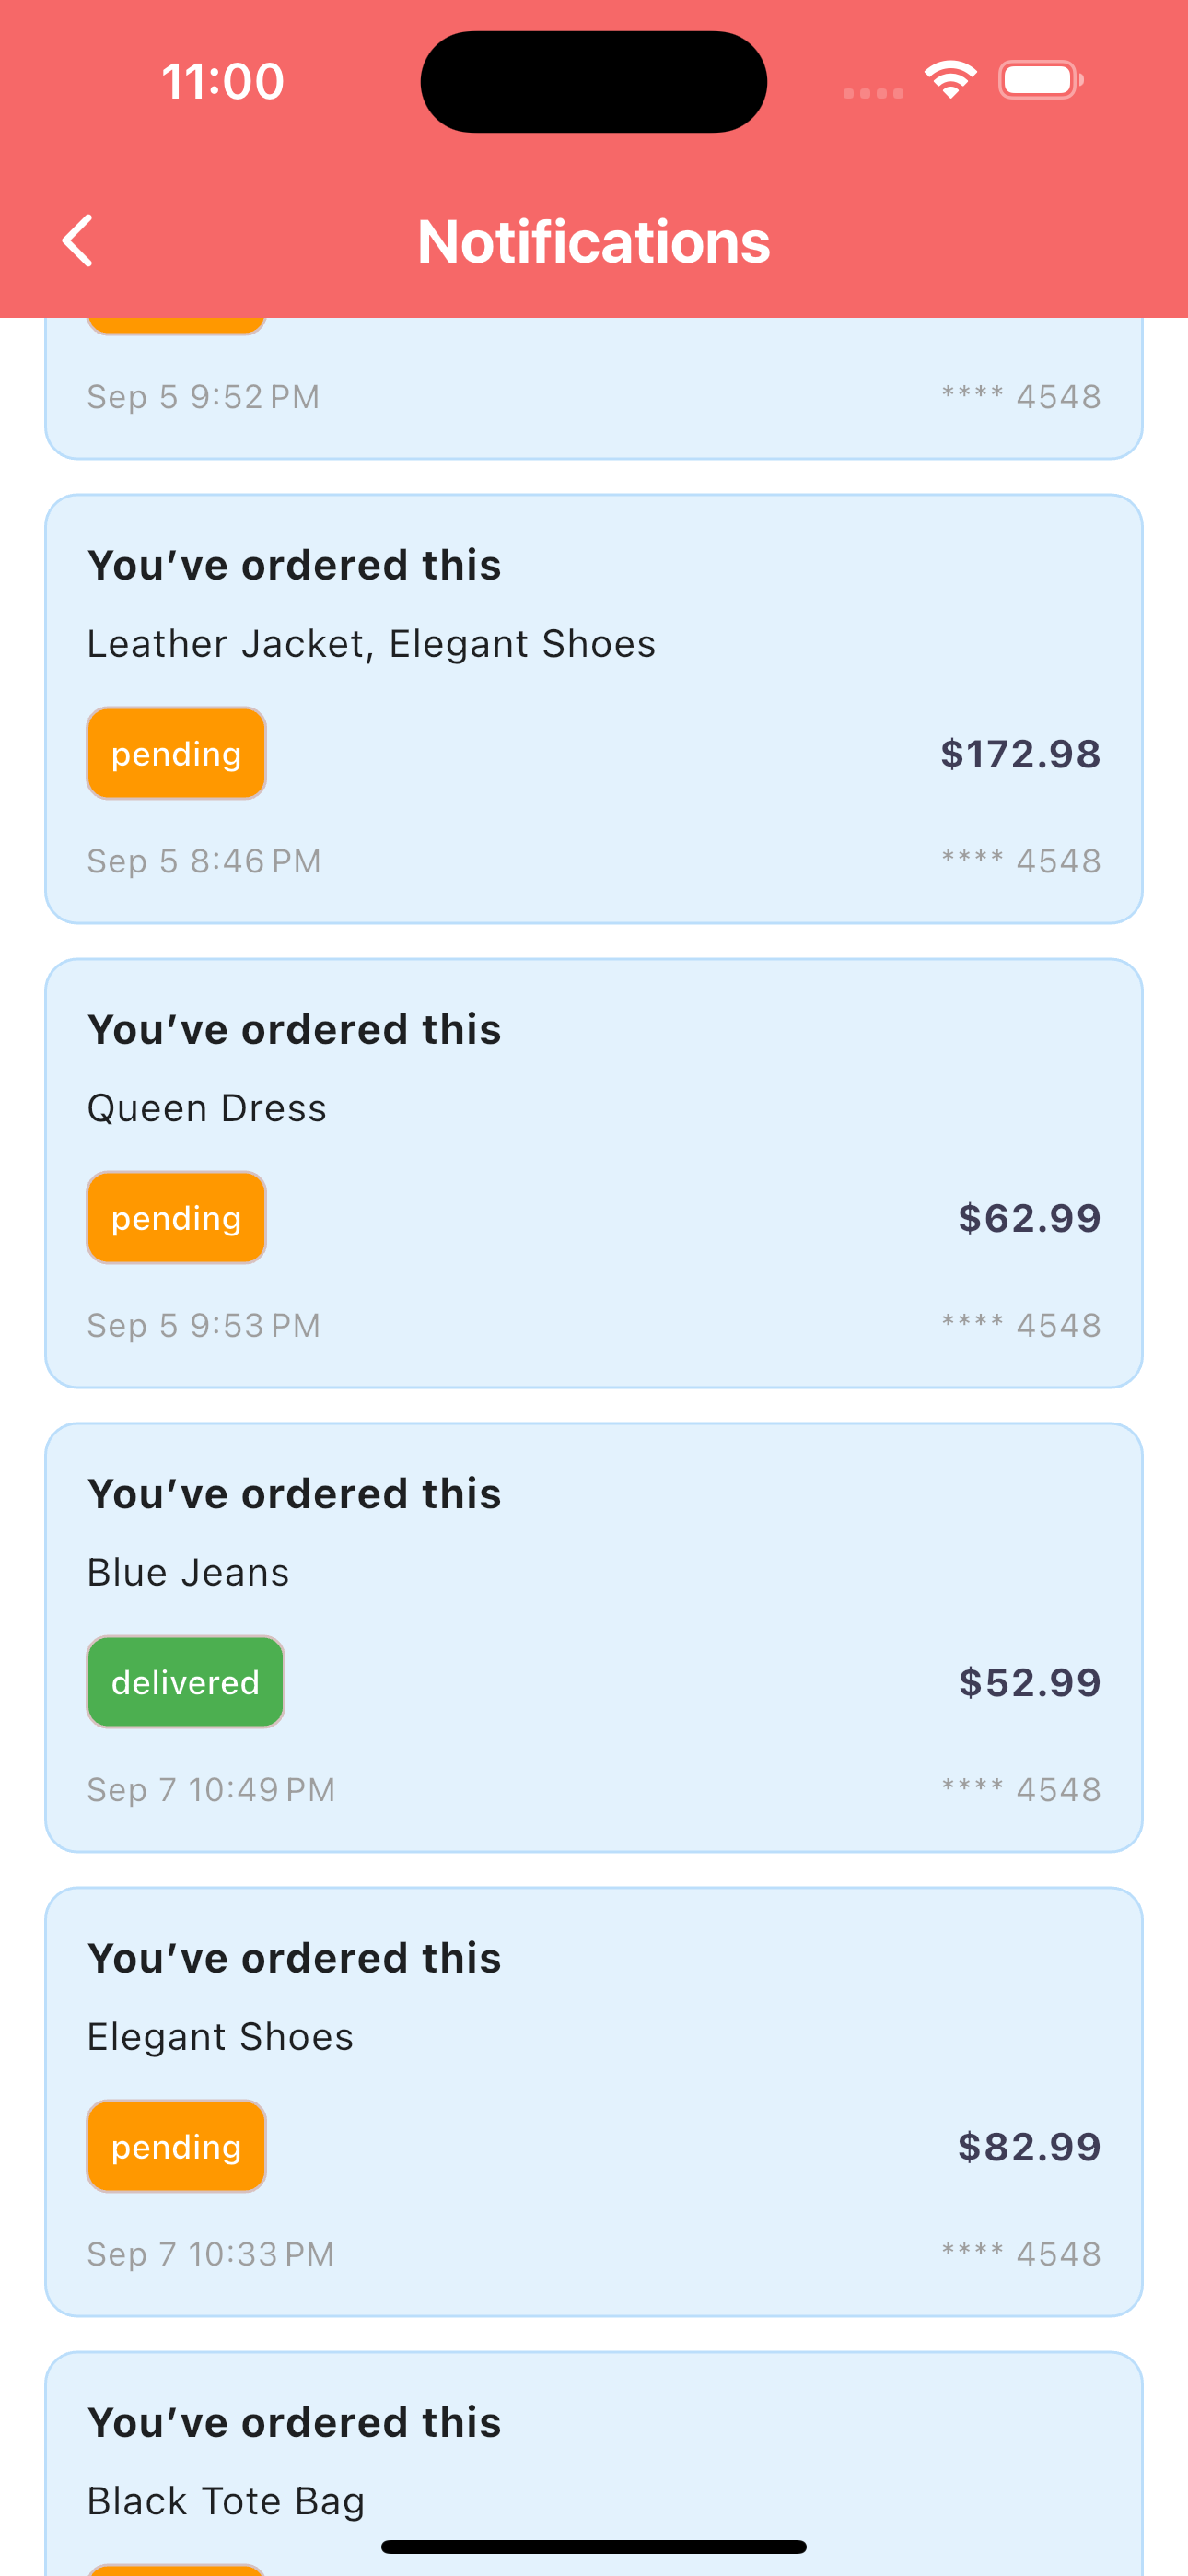 11:00
Notifications
Sep 5 9:52 PM **** 4548
You’ve ordered this
Leather Jacket, Elegant Shoes
pending $172.98
Sep 5 8:46 PM **** 4548
You’ve ordered this
Queen Dress
pending $62.99
Sep 5 9:53 PM **** 4548
You’ve ordered this
Blue Jeans
delivered $52.99
Sep 7 10:49 PM **** 4548
You’ve ordered this
Elegant Shoes
pending $82.99
Sep 7 10:33 PM **** 4548
You’ve ordered this
Black Tote Bag